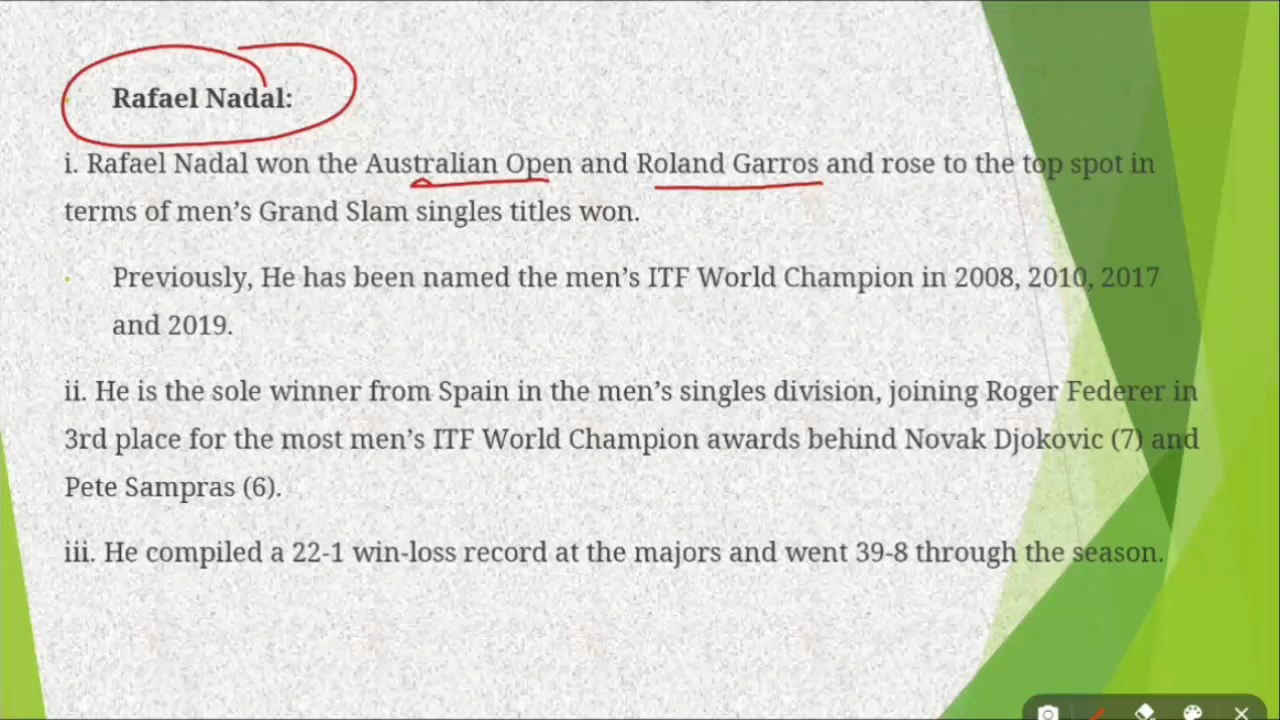 Rafael Nadal:
i. Rafael Nadal won the Australian Open and Roland Garros and rose to the top spot in
terms of men’s Grand Slam singles titles won.
Previously, He has been named the men’s ITF World Champion in 2008, 2010, 2017
and 2019.
ii. He is the sole winner from Spain in the men’s singles division, joining Roger Federer in
3rd place for the most men’s ITF World Champion awards behind Novak Djokovic (7) and
Pete Sampras (6).
iii. He compiled a 22-1 win-loss record at the majors and went 39-8 through the season.